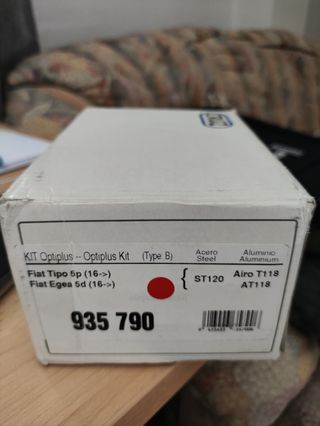 KIT Optiplus -- Optiplus Kit (Type. B) Acero Aluminio
Steel Aluminium
Fiat Tipo 5p (16->) ST120 Airo T118
Fiat Egea 5d (16->) AT118
935 790